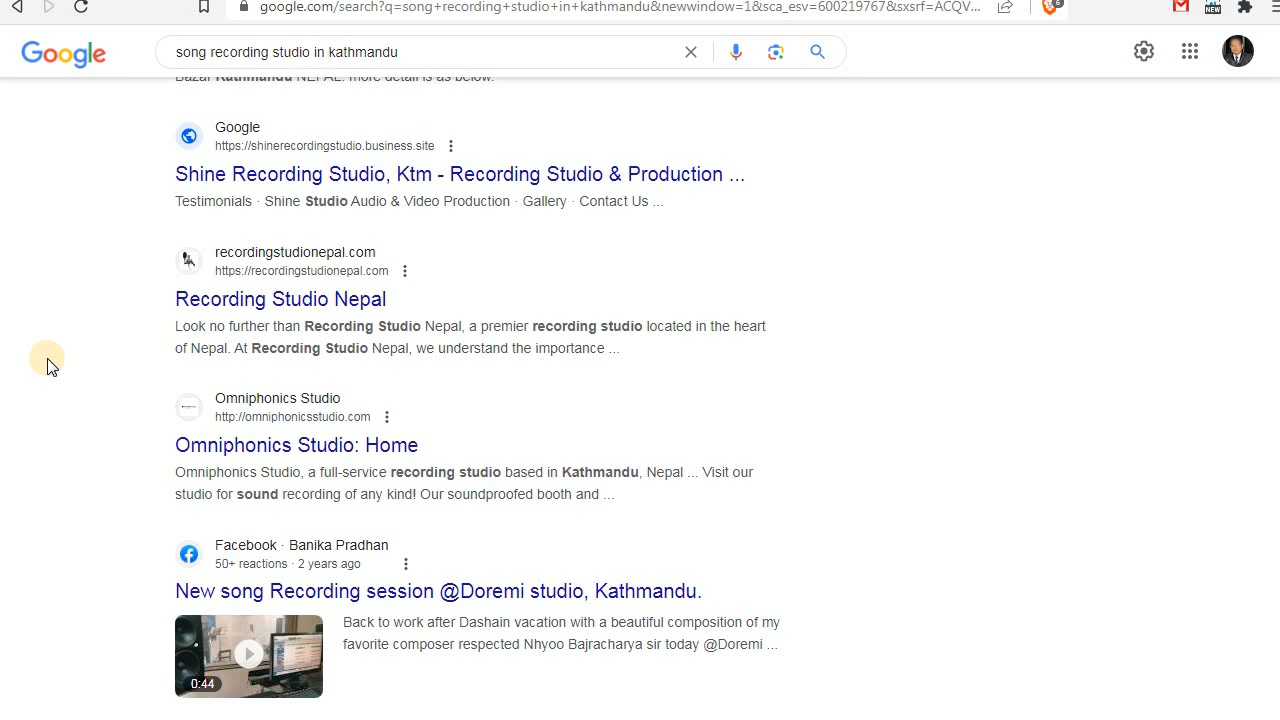 google.com/search?q=song+recording+studio+in+kathmandu&newwindow=1&sca_esv=600219767&sxsrf=ACQV...
6
NEW
Google
song recording studio in kathmandu
Bazar Kathmandu NEPAL. more detail is as below.
Google
https://shinerecordingstudio.business.site
Shine Recording Studio, Ktm - Recording Studio & Production ...
Testimonials · Shine Studio Audio & Video Production · Gallery · Contact Us ...
recordingstudionepal.com
https://recordingstudionepal.com
Recording Studio Nepal
Look no further than Recording Studio Nepal, a premier recording studio located in the heart
of Nepal. At Recording Studio Nepal, we understand the importance ...
Omniphonics Studio
http://omniphonicsstudio.com
Omniphonics Studio: Home
Omniphonics Studio, a full-service recording studio based in Kathmandu, Nepal ... Visit our
studio for sound recording of any kind! Our soundproofed booth and ...
Facebook · Banika Pradhan
50+ reactions · 2 years ago
New song Recording session @Doremi studio, Kathmandu.
Back to work after Dashain vacation with a beautiful composition of my
favorite composer respected Nhyoo Bajracharya sir today @Doremi ...
0:44